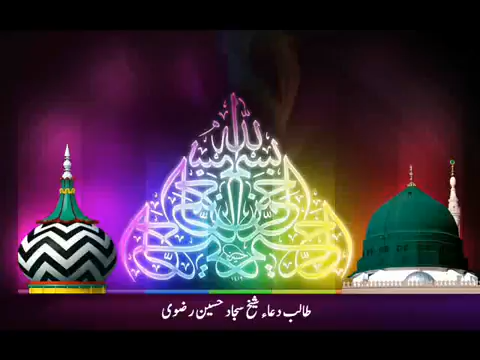 بسم الله الرحمن الرحيم
طالب دعاء شیخ سجاد حسین رضوی